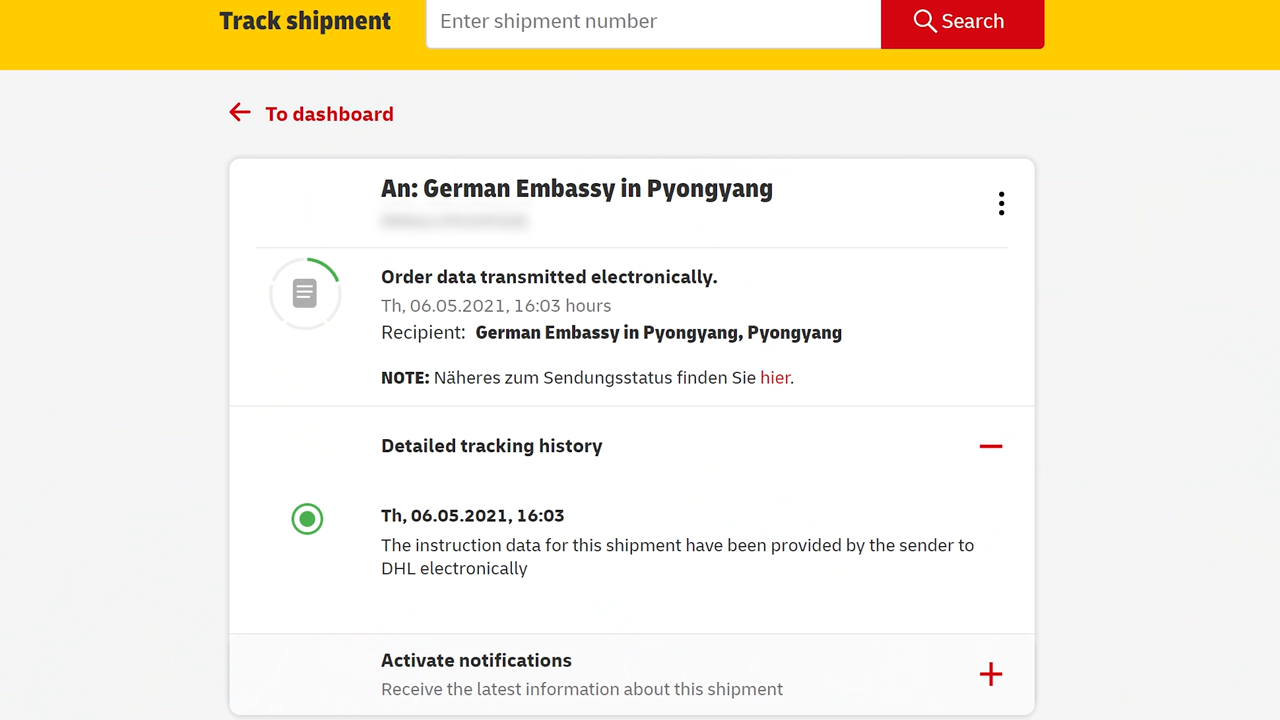 Track shipment
Enter shipment number
Search
To dashboard
An: German Embassy in Pyongyang
Order data transmitted electronically.
Th, 06.05.2021, 16:03 hours
Recipient: German Embassy in Pyongyang, Pyongyang
NOTE: Näheres zum Sendungsstatus finden Sie hier.
Detailed tracking history
Th, 06.05.2021, 16:03
The instruction data for this shipment have been provided by the sender to
DHL electronically
Activate notifications
Receive the latest information about this shipment